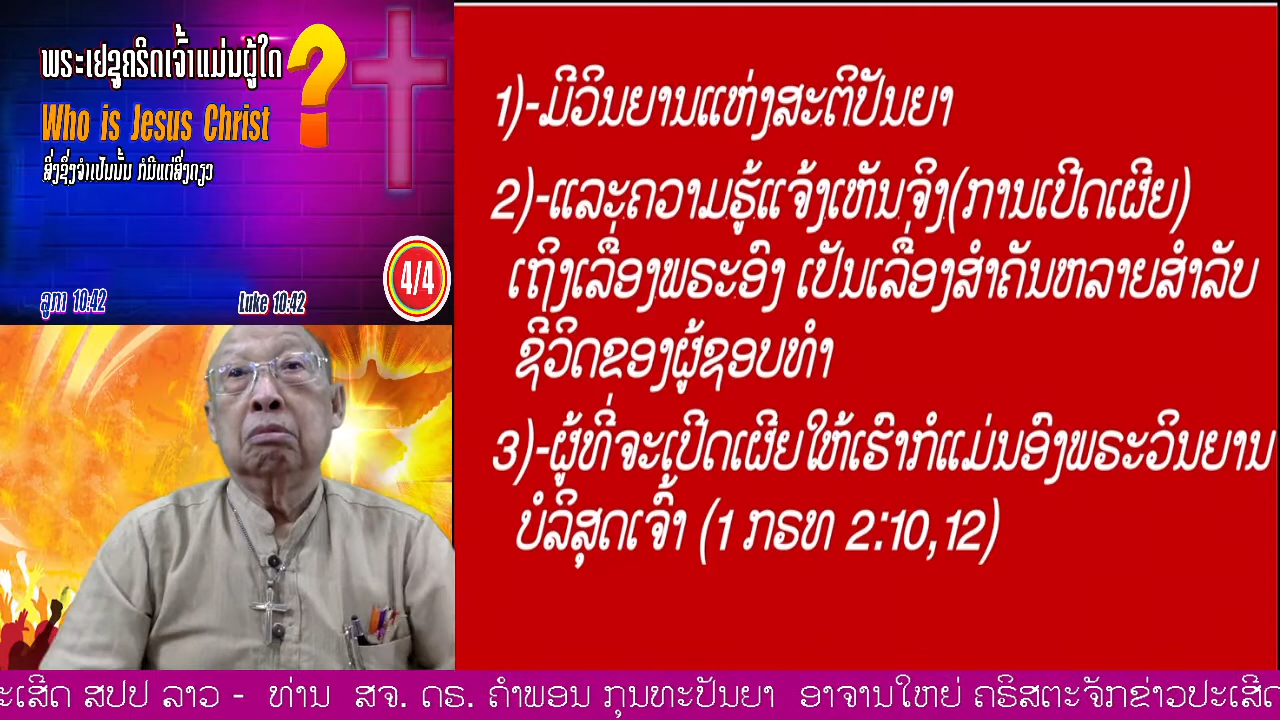 ພຣະເຢຊູຄຣິດເຈົ້າແມ່ນຜູ້ໃດ
?
Who is Jesus Christ
ສິ່ງຊຶ່ງຈຳເປັນນັ້ນ ກໍມີແຕ່ສິ່ງດຽວ
4/4
ລູກາ 10:42
Luke 10:42
1)-ມີວິນຍານແຫ່ງສະຕິປັນຍາ
2)-ແລະຄວາມຮູ້ແຈ້ງເຫັນຈິງ(ການເປີດເຜີຍ)
ເຖິງເລື່ອງພຣະອົງ ເປັນເລື່ອງສຳຄັນຫລາຍສຳລັບ
ຊີວິດຂອງຜູ້ຊອບທຳ
3)-ຜູ້ທີ່ຈະເປີດເຜີຍໃຫ້ເຮົາກໍແມ່ນອົງພຣະວິນຍານ
ບໍລິສຸດເຈົ້າ (1 ກຣທ 2:10,12)
ະເສີດ ສປປ ລາວ - ທ່ານ ສຈ. ດຣ. ຄຳພອນ ກຸນທະປັນຍາ ອາຈານໃຫຍ່ ຄຣິສຕະຈັກຂ່າວປະເສີດ